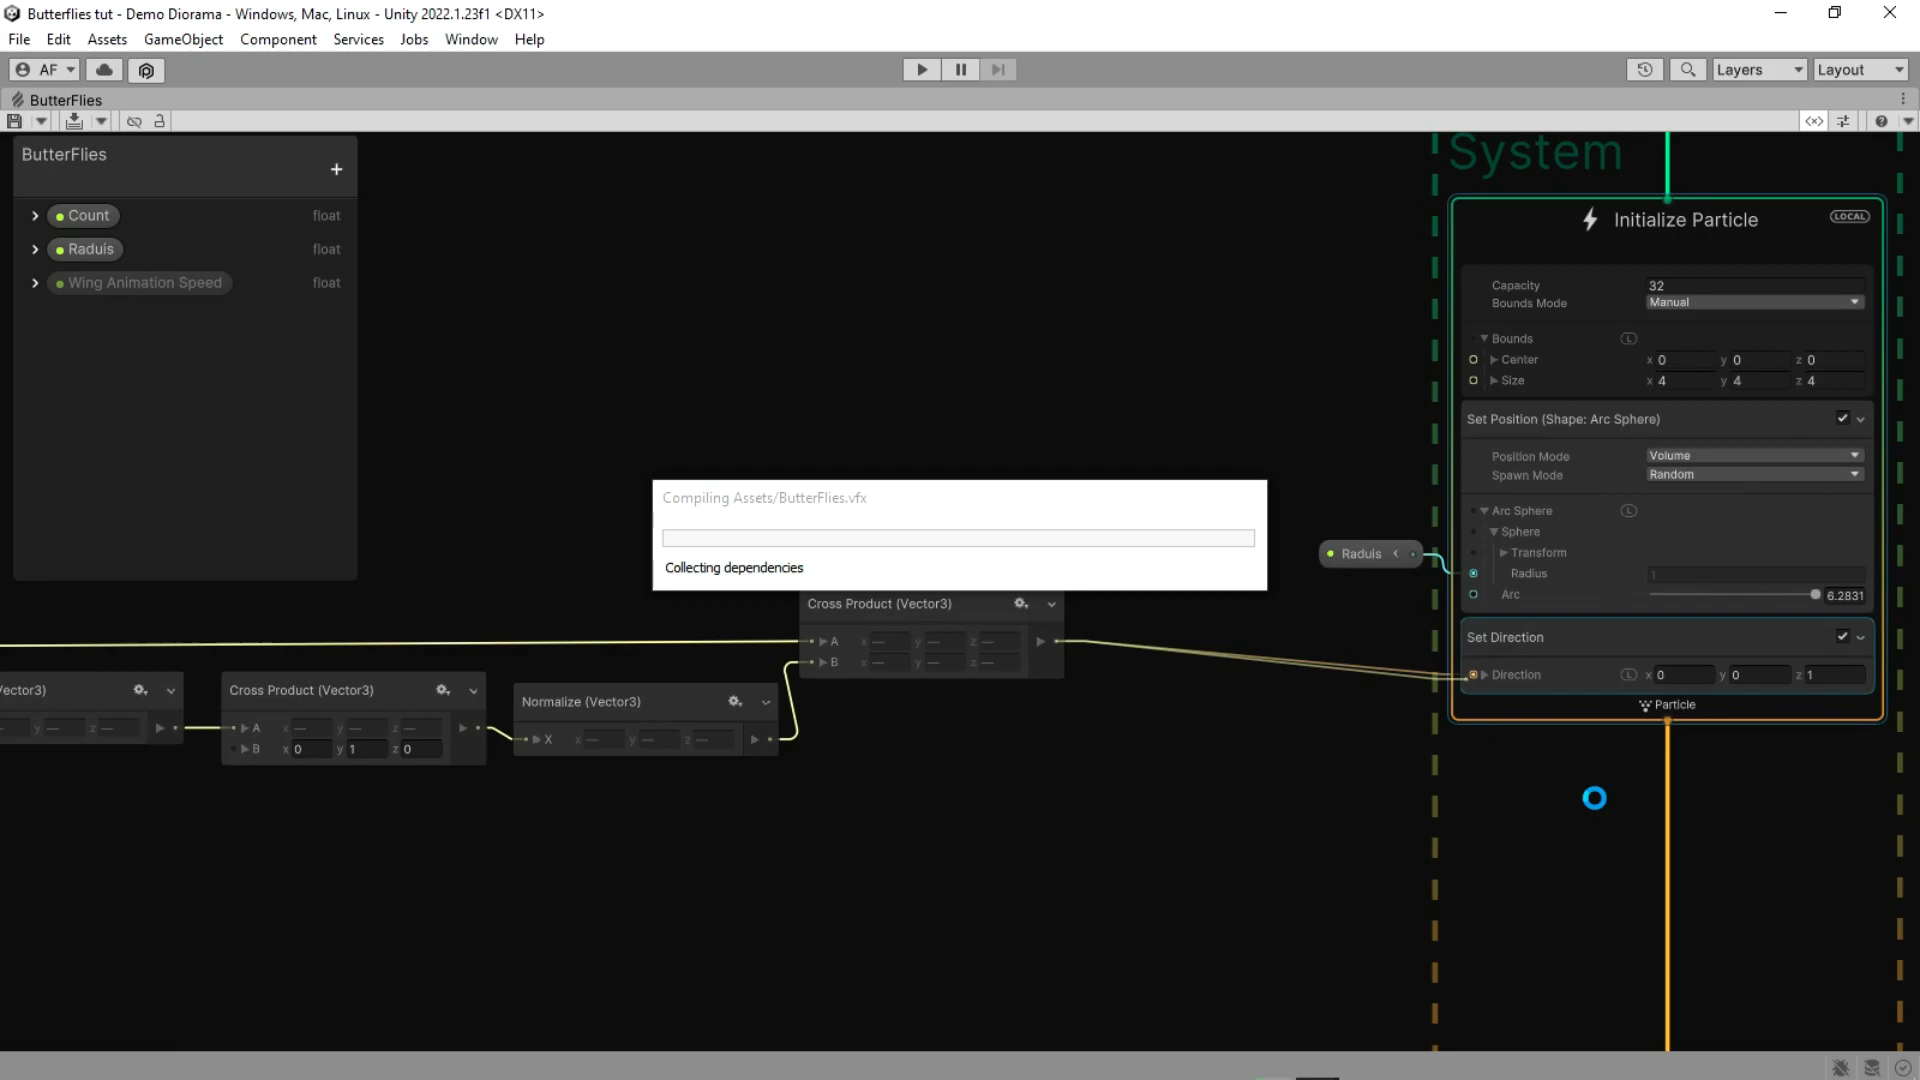 Butterflies tut - Demo Diorama - Windows, Mac, Linux - Unity 2022.1.23f1 <DX11>
File Edit Assets GameObject Component Services Jobs Window Help
AF Layers Layout
ButterFlies
ButterFlies +
Count float
Raduis float
Wing Animation Speed float
System
Initialize Particle LOCAL
Capacity 32
Bounds Mode Manual
Bounds L
Center x 0 y 0 z 0
Size x 4 y 4 z 4
Set Position (Shape: Arc Sphere)
Position Mode Volume
Spawn Mode Random
Arc Sphere L
Sphere
Transform
Radius 1
Arc 6.2831
Set Direction
Direction L x 0 y 0 z 1
Particle
Raduis
Compiling Assets/ButterFlies.vfx
Collecting dependencies
Cross Product (Vector3)
A x — y — z —
B x — y — z —
Vector3)
— y — z —
Cross Product (Vector3)
A x — y — z —
B x 0 y 1 z 0
Normalize (Vector3)
X x — y — z —